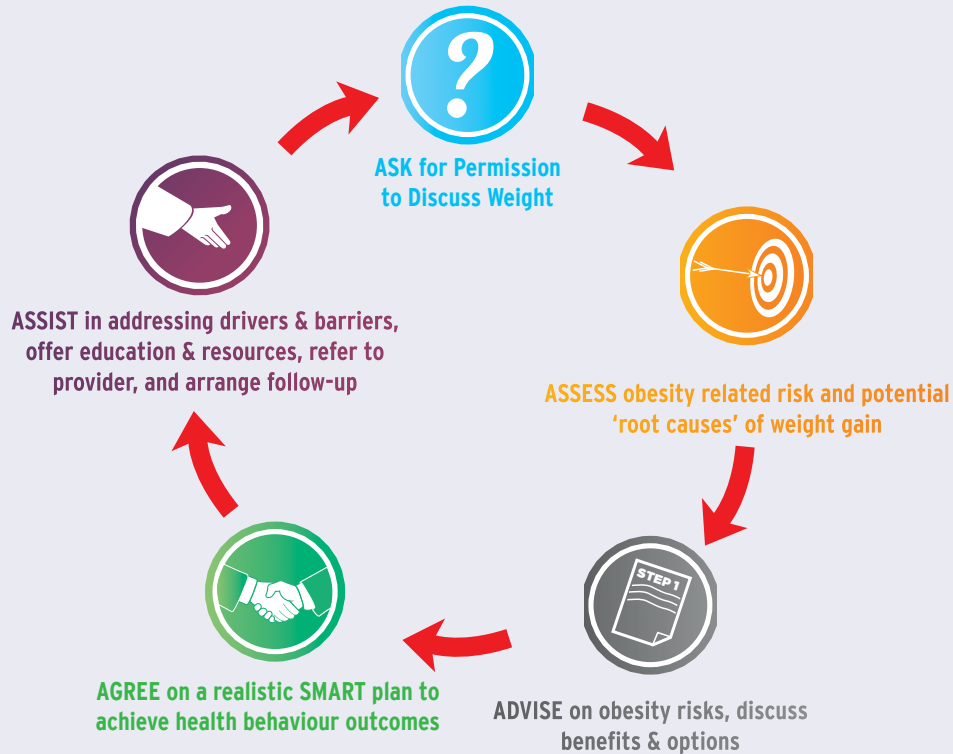 ?
ASK for Permission
to Discuss Weight
ASSESS obesity related risk and potential
‘root causes’ of weight gain
STEP 1
ADVISE on obesity risks, discuss
benefits & options
AGREE on a realistic SMART plan to
achieve health behaviour outcomes
ASSIST in addressing drivers & barriers,
offer education & resources, refer to
provider, and arrange follow-up